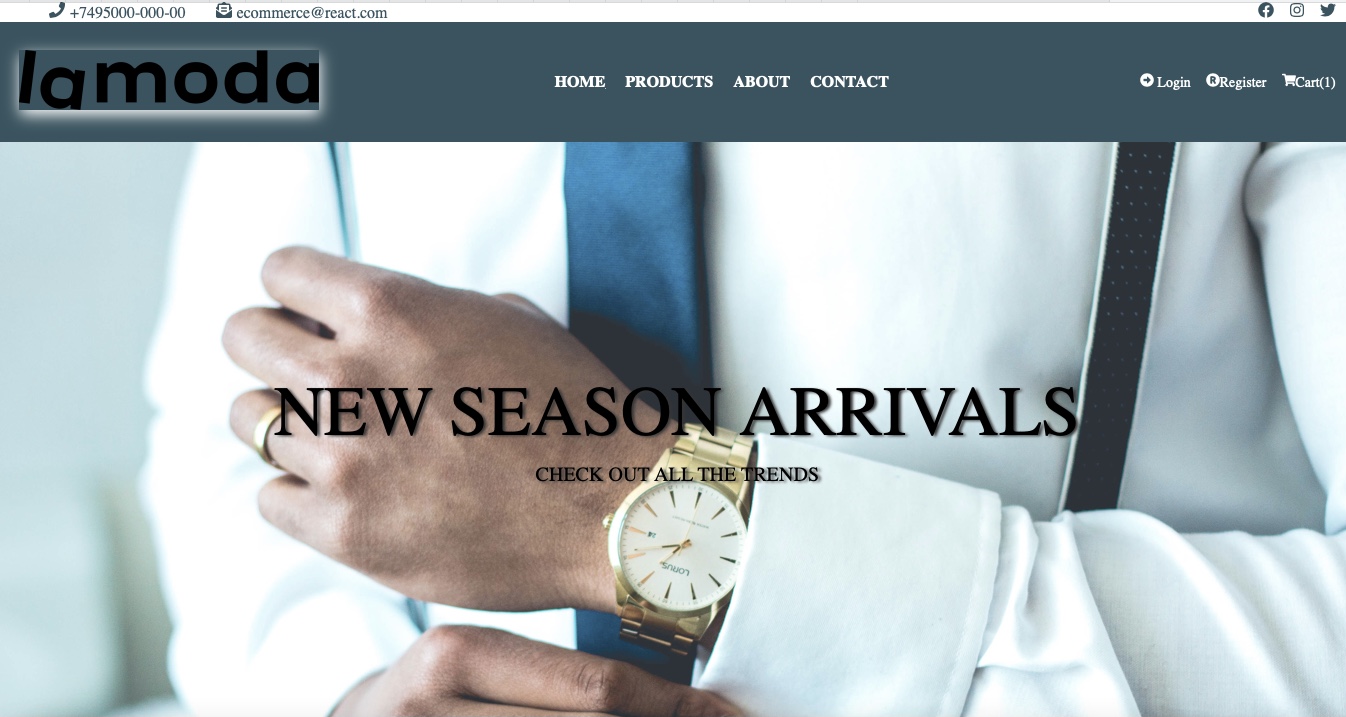 +7495000-000-00 ecommerce@react.com
lamoda
HOME PRODUCTS ABOUT CONTACT
Login Register Cart(1)
NEW SEASON ARRIVALS
CHECK OUT ALL THE TRENDS
LORUS